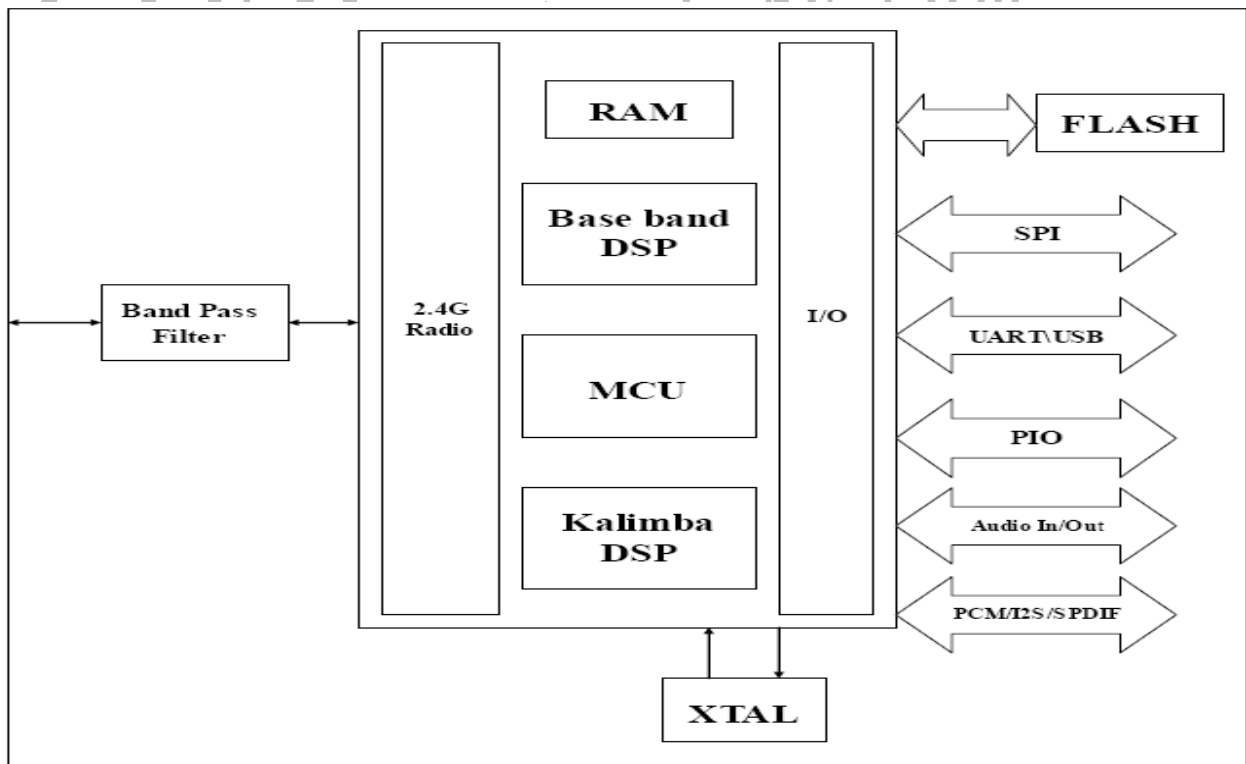 RAM
FLASH
Base band
DSP
SPI
Band Pass
Filter
2.4G
Radio
I/O
UART\USB
MCU
PIO
Kalimba
DSP
Audio In/Out
PCM/I2S/SPDIF
XTAL